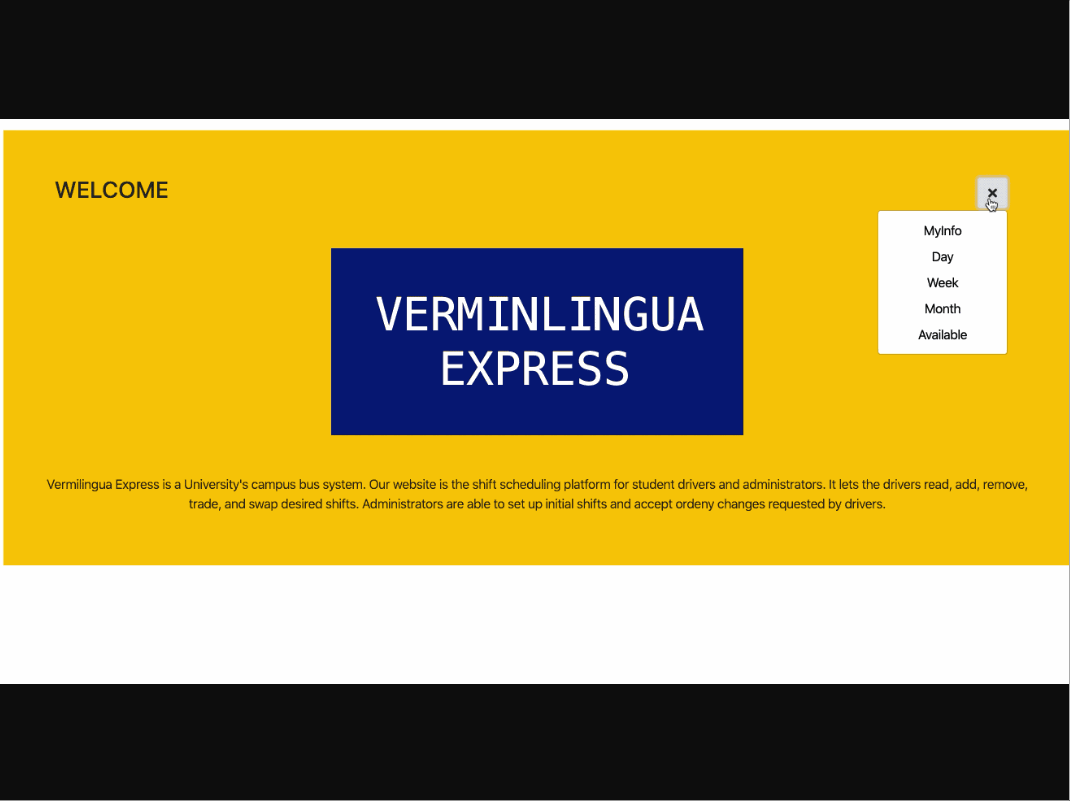 WELCOME
×
MyInfo
Day
Week
Month
Available
VERMINLINGUA
EXPRESS
Vermilingua Express is a University's campus bus system. Our website is the shift scheduling platform for student drivers and administrators. It lets the drivers read, add, remove,
trade, and swap desired shifts. Administrators are able to set up initial shifts and accept ordeny changes requested by drivers.